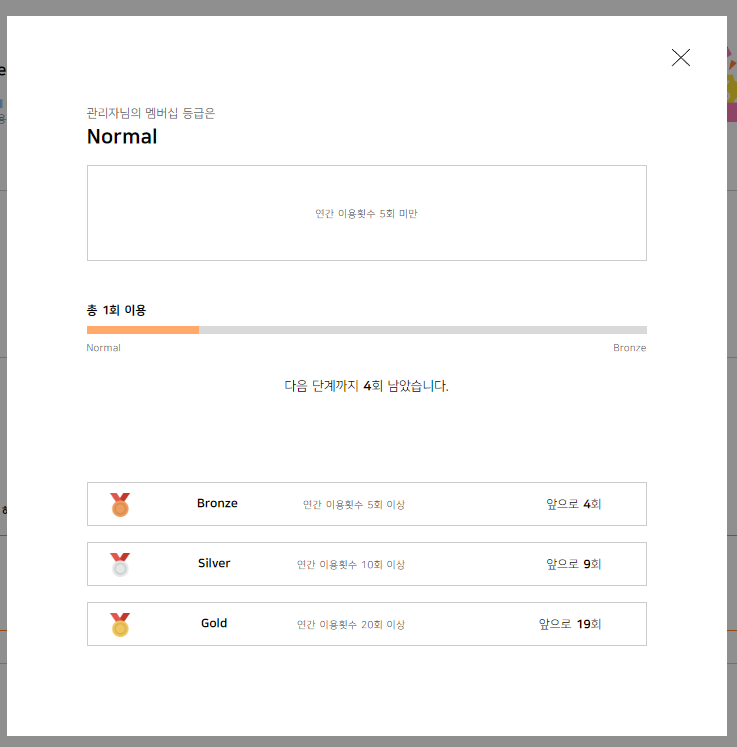 관리자님의 멤버십 등급은
Normal
연간 이용횟수 5회 미만
총 1회 이용
Normal Bronze
다음 단계까지 4회 남았습니다.
Bronze 연간 이용횟수 5회 이상 앞으로 4회
Silver 연간 이용횟수 10회 이상 앞으로 9회
Gold 연간 이용횟수 20회 이상 앞으로 19회